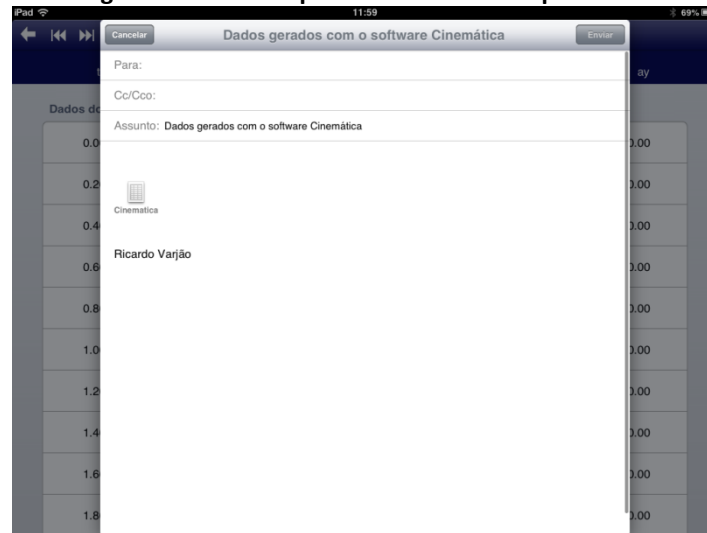 iPad 11:59 69%
Cancelar Dados gerados com o software Cinemática Enviar
Para:
ay
Cc/Cco:
Dados
Assunto: Dados gerados com o software Cinemática
0.0 0.00
0.2 0.00
Cinematica
0.4 0.00
Ricardo Varjão
0.6 0.00
0.8 0.00
1.0 0.00
1.2 0.00
1.4 0.00
1.6 0.00
1.8 0.00